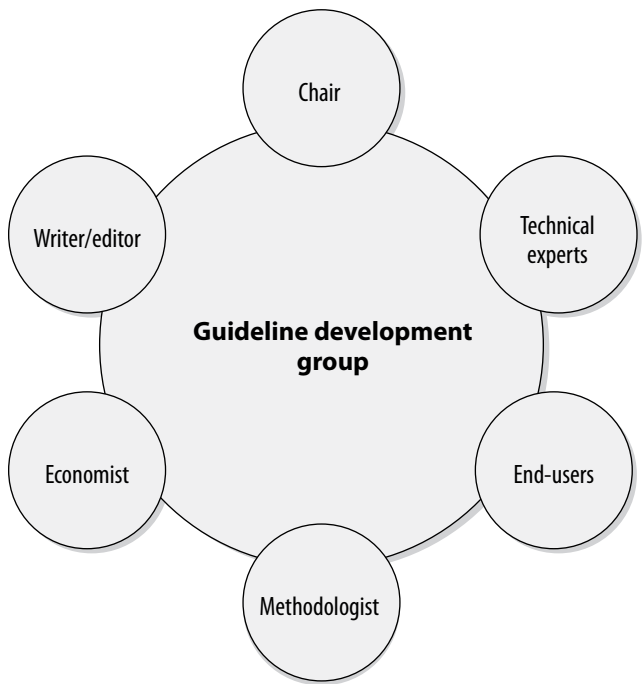 Chair
Writer/editor
Technical
experts
Guideline development
group
Economist
End-users
Methodologist